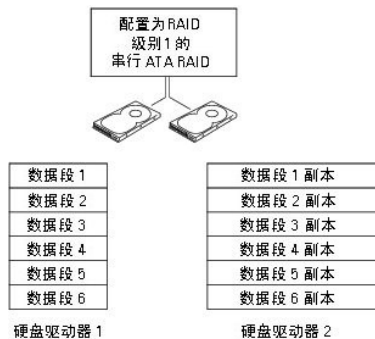 配置为RAID
级别1 的
串行 ATA RAID
数据段 1
数据段 2
数据段 3
数据段 4
数据段 5
数据段 6
硬盘驱动器 1
数据段 1 副本
数据段 2 副本
数据段 3 副本
数据段 4 副本
数据段 5 副本
数据段 6 副本
硬盘驱动器 2